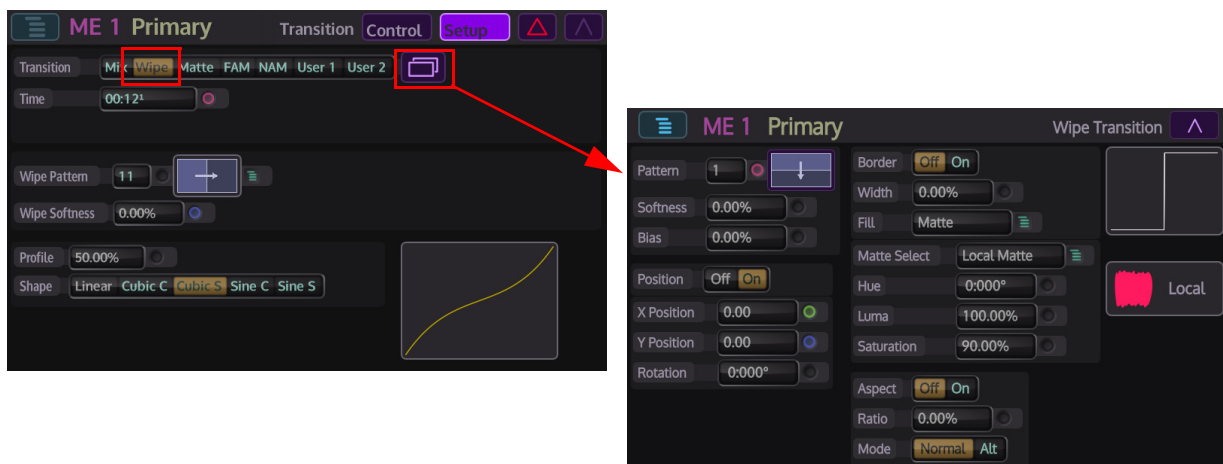 ME 1 Primary Transition Control Setup
Transition Mix Wipe Matte FAM NAM User 1 User 2
Time 00:12¹
Wipe Pattern 11
Wipe Softness 0.00%
Profile 50.00%
Shape Linear Cubic C Cubic S Sine C Sine S
ME 1 Primary Wipe Transition
Pattern 1
Softness 0.00%
Bias 0.00%
Position Off On
X Position 0.00
Y Position 0.00
Rotation 0:000°
Border Off On
Width 0.00%
Fill Matte
Matte Select Local Matte
Hue 0:000°
Luma 100.00%
Saturation 90.00%
Aspect Off On
Ratio 0.00%
Mode Normal Alt
Local